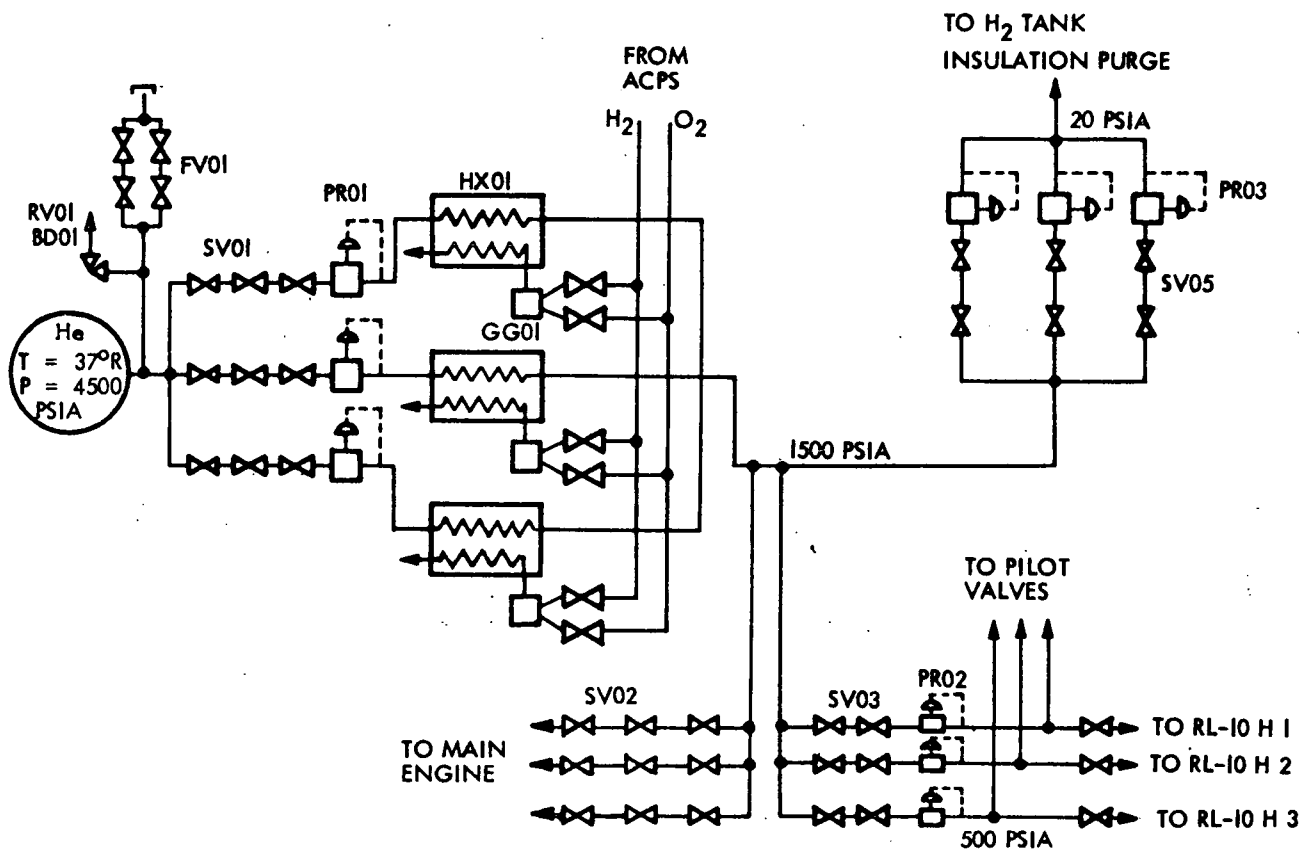 TO H2 TANK
INSULATION PURGE
20 PSIA
FROM
ACPS
H2
O2
FV01
RV01
BD01
SV01
PR01
HX01
GG01
PR03
SV05
He
T = 37°R
P = 4500
PSIA
1500 PSIA
TO PILOT
VALVES
SV02
SV03
PR02
TO MAIN
ENGINE
TO RL-10 H 1
TO RL-10 H 2
TO RL-10 H 3
500 PSIA